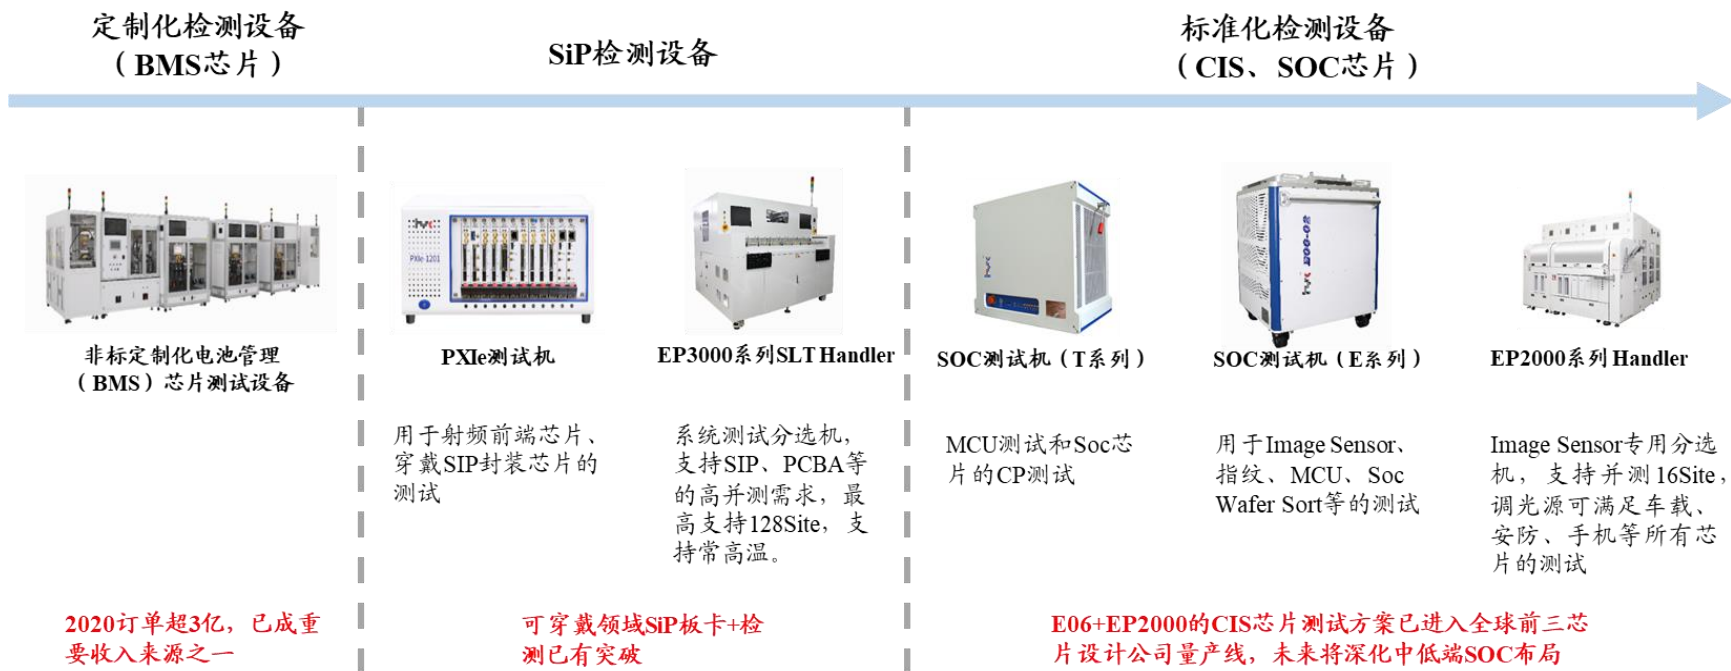 定制化检测设备
（BMS芯片）
SiP检测设备
标准化检测设备
（CIS、SOC芯片）
PXIe-1201
非标定制化电池管理
（BMS）芯片测试设备
PXIe测试机
EP3000系列SLT Handler
SOC测试机（T系列）
SOC测试机（E系列）
EP2000系列Handler
用于射频前端芯片、
穿戴SIP封装芯片的
测试
系统测试分选机，
支持SIP、PCBA等
的高并测需求，最
高支持128Site，支
持常高温。
MCU测试和Soc芯
片的CP测试
用于Image Sensor、
指纹、MCU、Soc
Wafer Sort等的测试
Image Sensor专用分选
机，支持并测16Site，
调光源可满足车载、
安防、手机等所有芯
片的测试
2020订单超3亿，已成重
要收入来源之一
可穿戴领域SiP板卡+检
测已有突破
E06+EP2000的CIS芯片测试方案已进入全球前三芯
片设计公司量产线，未来将深化中低端SOC布局